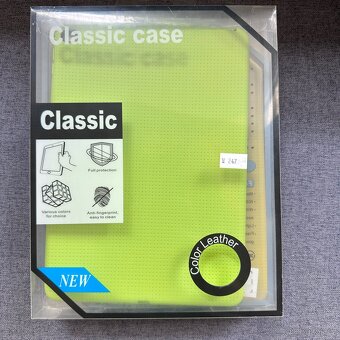 Classic case
Classic
Full protection
Various colors
for choice
Anti-fingerprint,
easy to clean
Color Leather
NEW